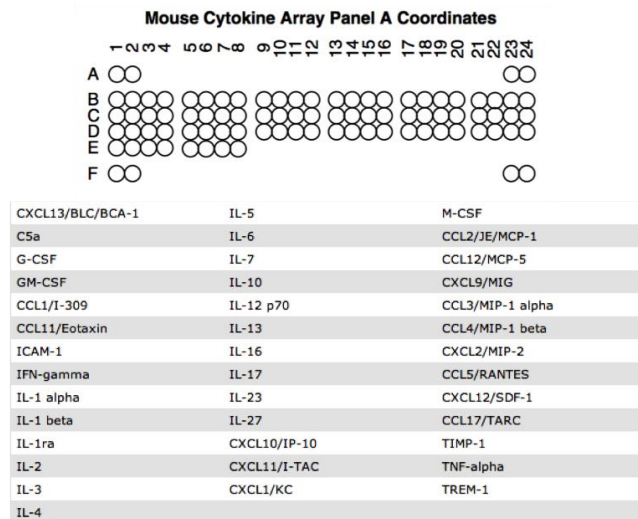 Mouse Cytokine Array Panel A Coordinates
1 2 3 4 5 6 7 8 9 10 11 12 13 14 15 16 17 18 19 20 21 22 23 24
A
B
C
D
E
F
CXCL13/BLC/BCA-1 IL-5 M-CSF
C5a IL-6 CCL2/JE/MCP-1
G-CSF IL-7 CCL12/MCP-5
GM-CSF IL-10 CXCL9/MIG
CCL1/I-309 IL-12 p70 CCL3/MIP-1 alpha
CCL11/Eotaxin IL-13 CCL4/MIP-1 beta
ICAM-1 IL-16 CXCL2/MIP-2
IFN-gamma IL-17 CCL5/RANTES
IL-1 alpha IL-23 CXCL12/SDF-1
IL-1 beta IL-27 CCL17/TARC
IL-1ra CXCL10/IP-10 TIMP-1
IL-2 CXCL11/I-TAC TNF-alpha
IL-3 CXCL1/KC TREM-1
IL-4